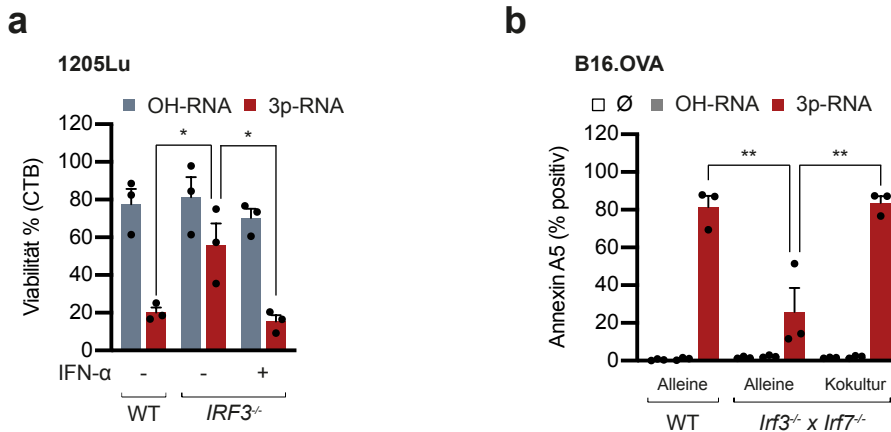 a
1205Lu
OH-RNA 3p-RNA
Viabilität % (CTB)
120
100
80
60
40
20
0
* *
IFN-α - - +
WT IRF3-/-
b
B16.OVA
Ø OH-RNA 3p-RNA
Annexin A5 (% positiv)
120
100
80
60
40
20
0
** **
Alleine Alleine Kokultur
WT Irf3-/- x Irf7-/-